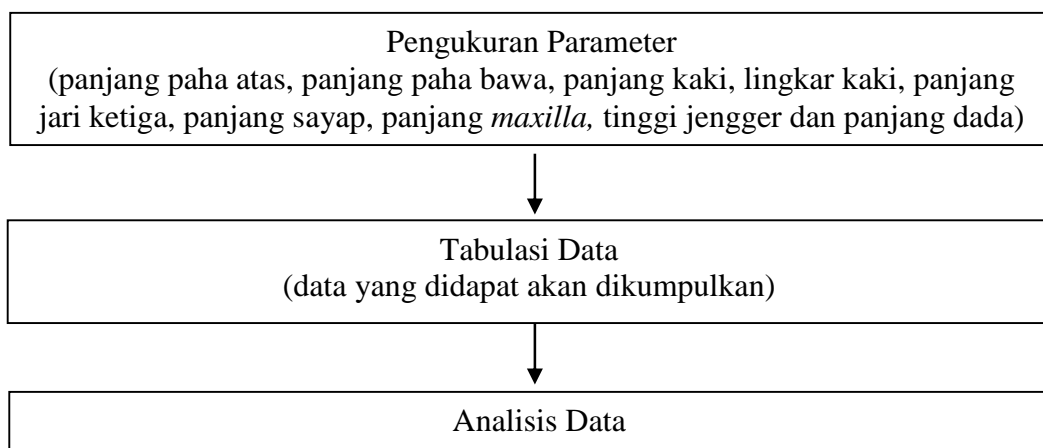 Pengukuran Parameter
(panjang paha atas, panjang paha bawa, panjang kaki, lingkar kaki, panjang
jari ketiga, panjang sayap, panjang maxilla, tinggi jengger dan panjang dada)
Tabulasi Data
(data yang didapat akan dikumpulkan)
Analisis Data